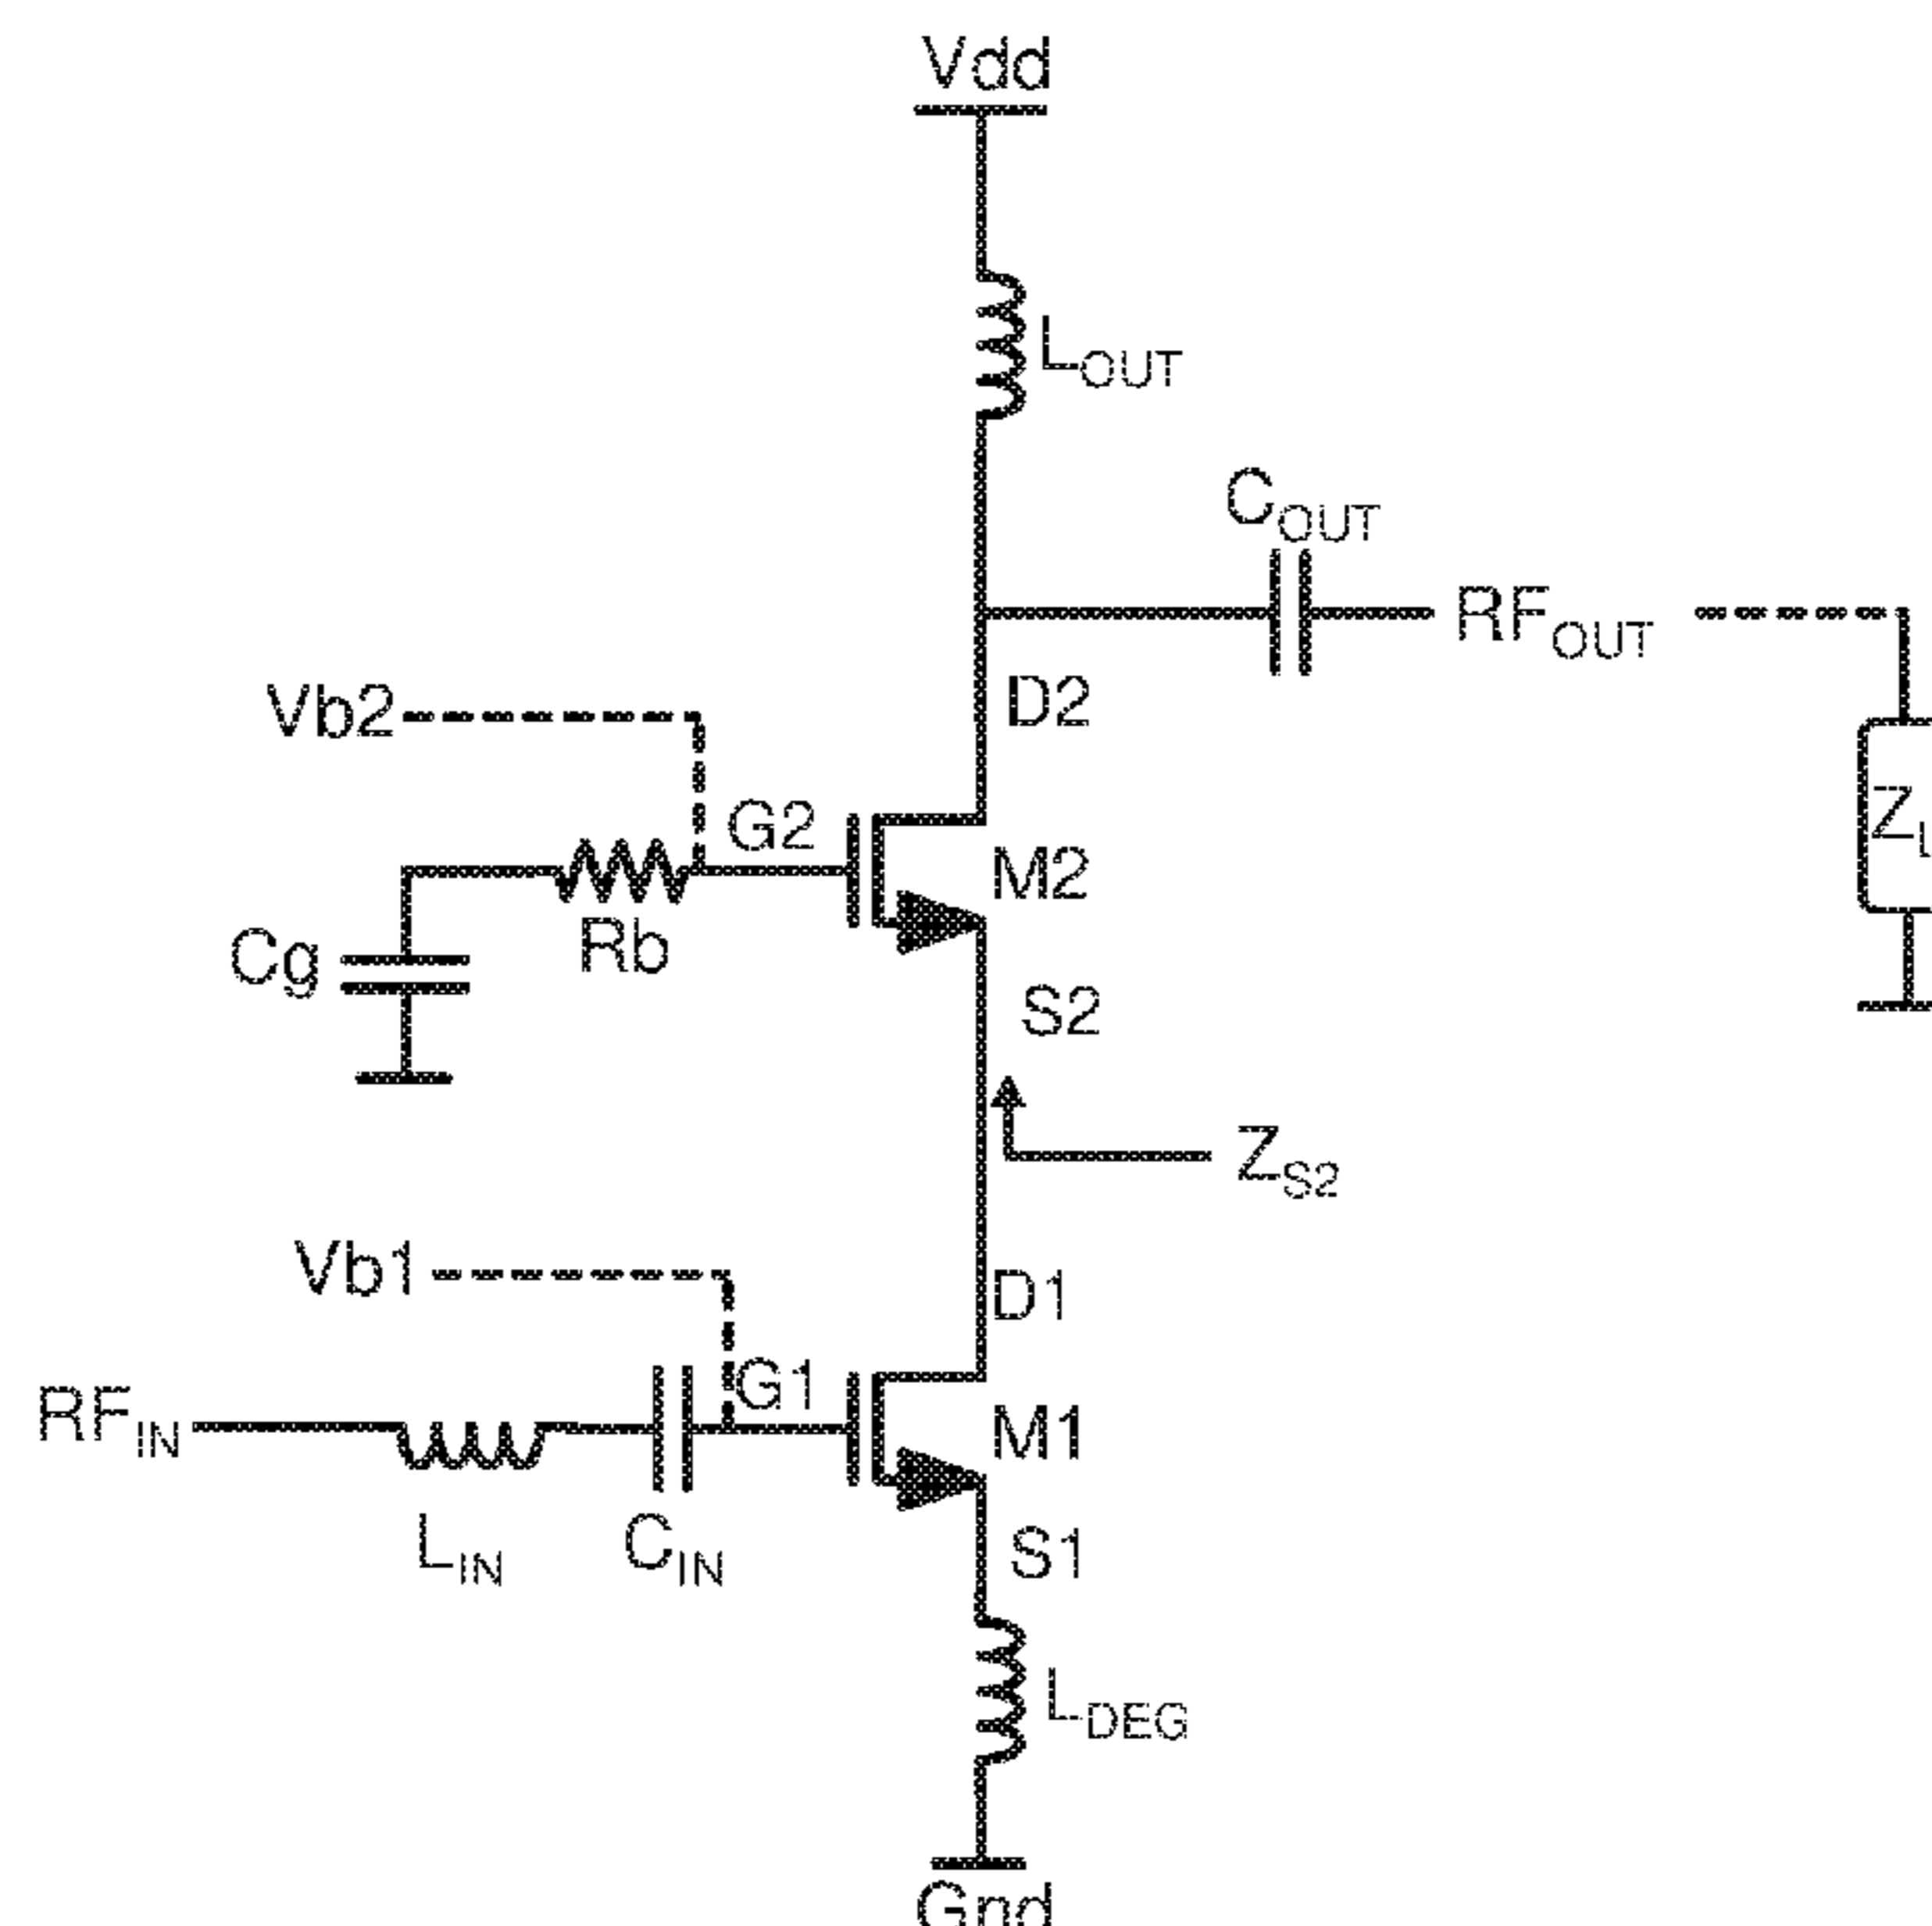 Vdd
LOUT
COUT
RFOUT
Vb2
D2
G2
ZL
M2
Rb
Cg
S2
ZS2
Vb1
D1
G1
RFIN
M1
LIN
CIN
S1
LDEG
Gnd